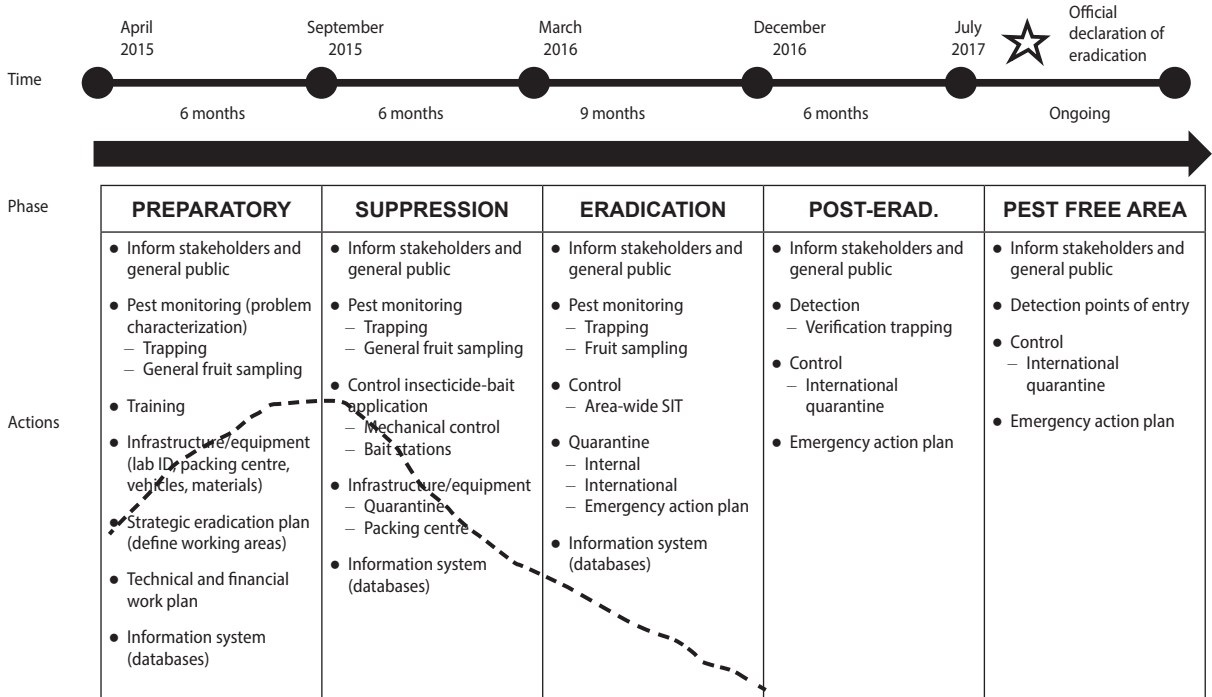 April
2015
September
2015
March
2016
December
2016
July
2017
Official
declaration of
eradication
Time
6 months
6 months
9 months
6 months
Ongoing
Phase
PREPARATORY
SUPPRESSION
ERADICATION
POST-ERAD.
PEST FREE AREA
Actions
● Inform stakeholders and
general public
● Pest monitoring (problem
characterization)
– Trapping
– General fruit sampling
● Training
● Infrastructure/equipment
(lab ID, packing centre,
vehicles, materials)
● Strategic eradication plan
(define working areas)
● Technical and financial
work plan
● Information system
(databases)
● Inform stakeholders and
general public
● Pest monitoring
– Trapping
– General fruit sampling
● Control insecticide-bait
application
– Mechanical control
– Bait stations
● Infrastructure/equipment
– Quarantine
– Packing centre
● Information system
(databases)
● Inform stakeholders and
general public
● Pest monitoring
– Trapping
– Fruit sampling
● Control
– Area-wide SIT
● Quarantine
– Internal
– International
– Emergency action plan
● Information system
(databases)
● Inform stakeholders and
general public
● Detection
– Verification trapping
● Control
– International
quarantine
● Emergency action plan
● Inform stakeholders and
general public
● Detection points of entry
● Control
– International
quarantine
● Emergency action plan